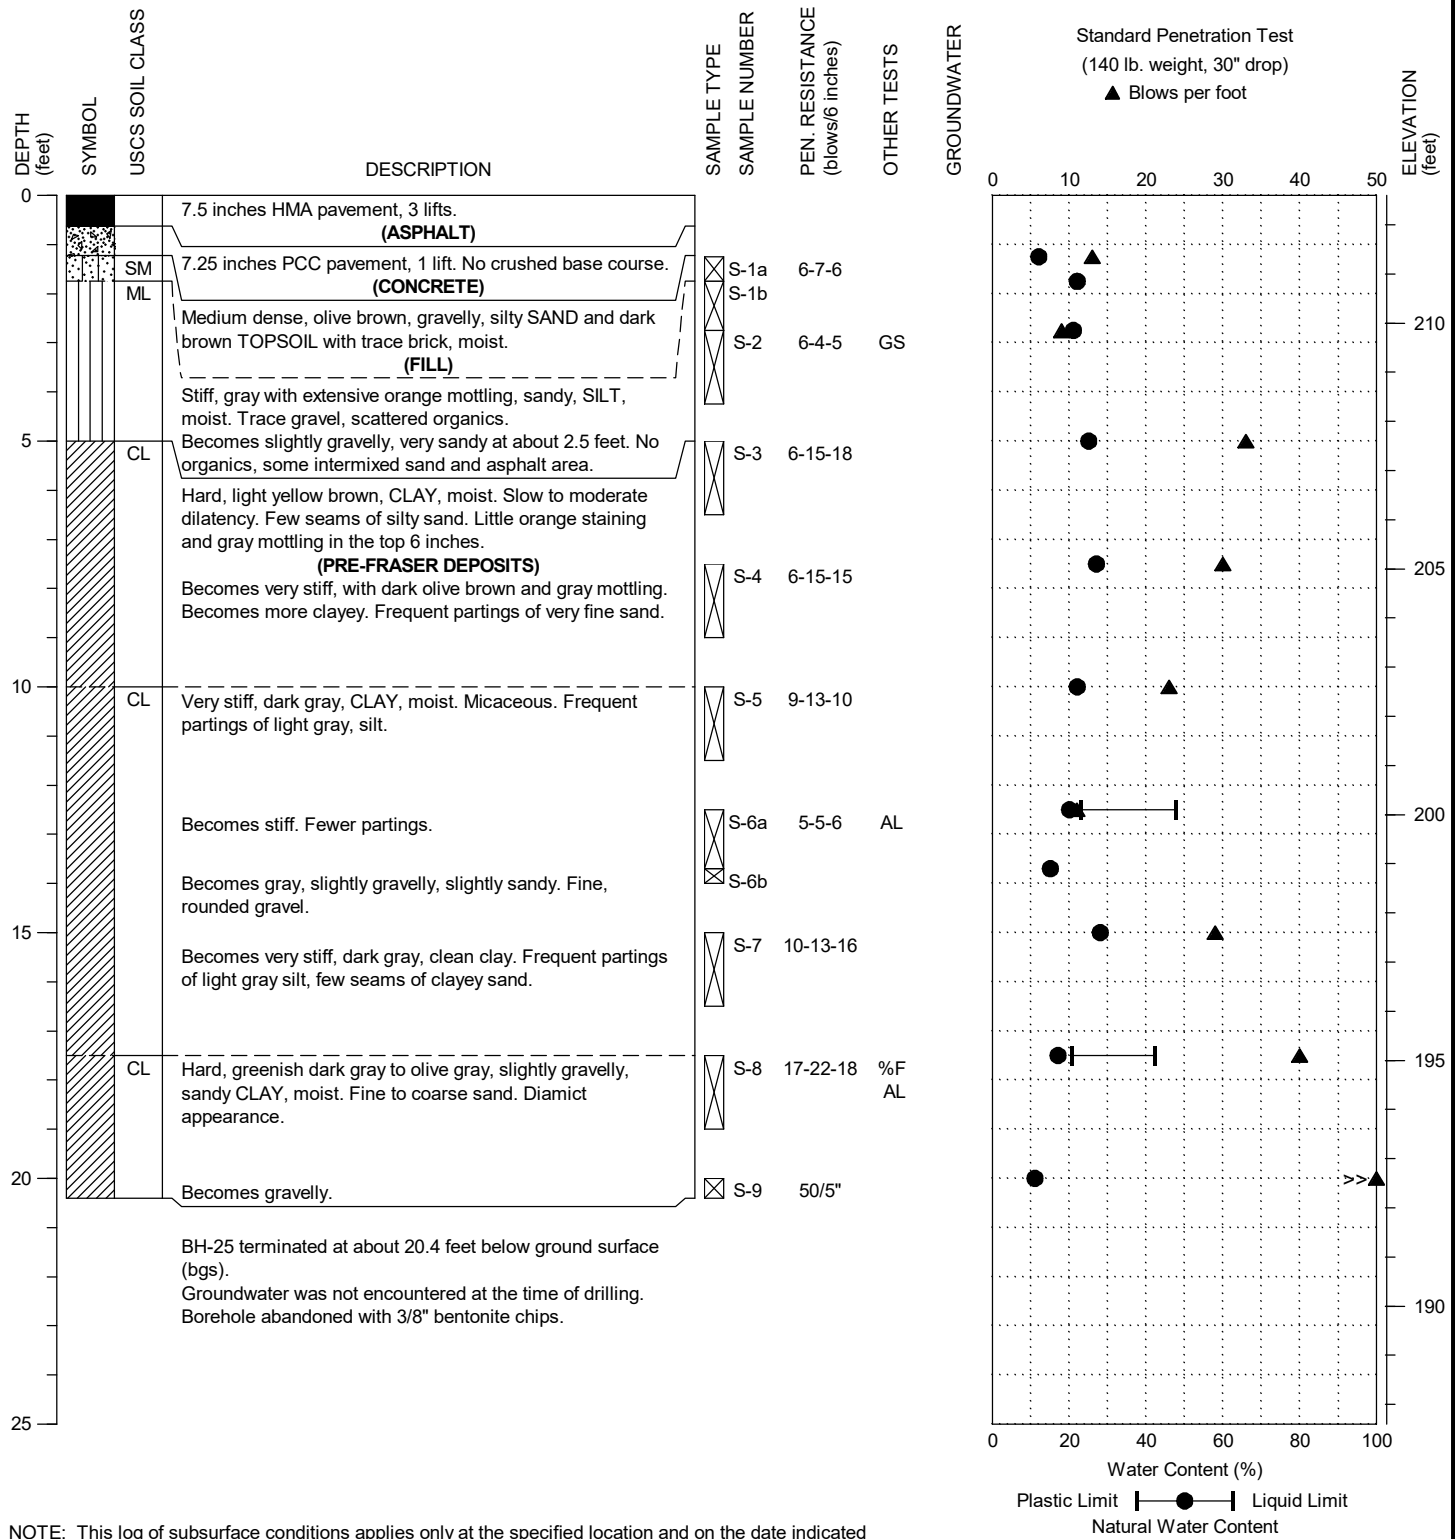 DEPTH
(feet)
SYMBOL
USCS SOIL CLASS
DESCRIPTION
SAMPLE TYPE
SAMPLE NUMBER
PEN. RESISTANCE
(blows/6 inches)
OTHER TESTS
GROUNDWATER
Standard Penetration Test
(140 lb. weight, 30" drop)
▲ Blows per foot
ELEVATION
(feet)
0 10 20 30 40 50
0
7.5 inches HMA pavement, 3 lifts.
(ASPHALT)
SM 7.25 inches PCC pavement, 1 lift. No crushed base course. S-1a 6-7-6
(CONCRETE)
ML S-1b
Medium dense, olive brown, gravelly, silty SAND and dark
brown TOPSOIL with trace brick, moist.
(FILL)
S-2 6-4-5 GS
210
Stiff, gray with extensive orange mottling, sandy, SILT,
moist. Trace gravel, scattered organics.
5
Becomes slightly gravelly, very sandy at about 2.5 feet. No
organics, some intermixed sand and asphalt area.
CL S-3 6-15-18
Hard, light yellow brown, CLAY, moist. Slow to moderate
dilatency. Few seams of silty sand. Little orange staining
and gray mottling in the top 6 inches.
(PRE-FRASER DEPOSITS)
S-4 6-15-15
205
Becomes very stiff, with dark olive brown and gray mottling.
Becomes more clayey. Frequent partings of very fine sand.
10
CL Very stiff, dark gray, CLAY, moist. Micaceous. Frequent S-5 9-13-10
partings of light gray, silt.
Becomes stiff. Fewer partings. S-6a 5-5-6 AL
200
Becomes gray, slightly gravelly, slightly sandy. Fine, S-6b
rounded gravel.
15
Becomes very stiff, dark gray, clean clay. Frequent partings S-7 10-13-16
of light gray silt, few seams of clayey sand.
CL Hard, greenish dark gray to olive gray, slightly gravelly, S-8 17-22-18 %F
195
sandy CLAY, moist. Fine to coarse sand. Diamict AL
appearance.
20
>>
Becomes gravelly. S-9 50/5"
BH-25 terminated at about 20.4 feet below ground surface
(bgs).
Groundwater was not encountered at the time of drilling.
Borehole abandoned with 3/8" bentonite chips.
190
25
0 20 40 60 80 100
Water Content (%)
Plastic Limit Liquid Limit
Natural Water Content
NOTE: This log of subsurface conditions applies only at the specified location and on the date indicated